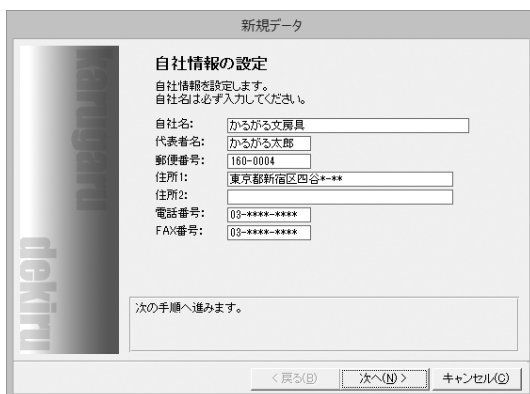 新規データ
karugaru
dekiru
自社情報の設定
自社情報を設定します。
自社名は必ず入力してください。
自社名: かるがる文房具
代表者名: かるがる太郎
郵便番号: 160-0004
住所1: 東京都新宿区四谷*-**
住所2:
電話番号: 03-****-****
FAX番号: 03-****-****
次の手順へ進みます。
< 戻る(B) 次へ(N) > キャンセル(C)